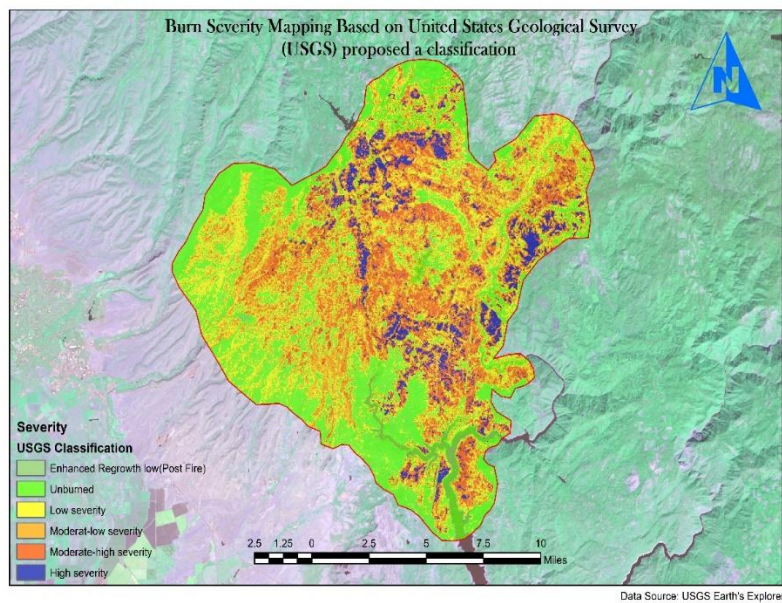 Burn Severity Mapping Based on United States Geological Survey
(USGS) proposed a classification
N
Severity
USGS Classification
Enhanced Regrowth low(Post Fire)
Unburned
Low severity
Moderat-low severity
Moderate-high severity
High severity
2.5 1.25 0 2.5 5 7.5 10
Miles
Data Source: USGS Earth's Explore